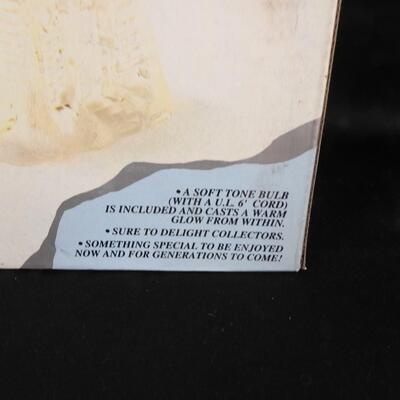 • A SOFT TONE BULB
(WITH A U.L. 6' CORD)
IS INCLUDED AND CASTS A WARM
GLOW FROM WITHIN.
• SURE TO DELIGHT COLLECTORS.
• SOMETHING SPECIAL TO BE ENJOYED
NOW AND FOR GENERATIONS TO COME!